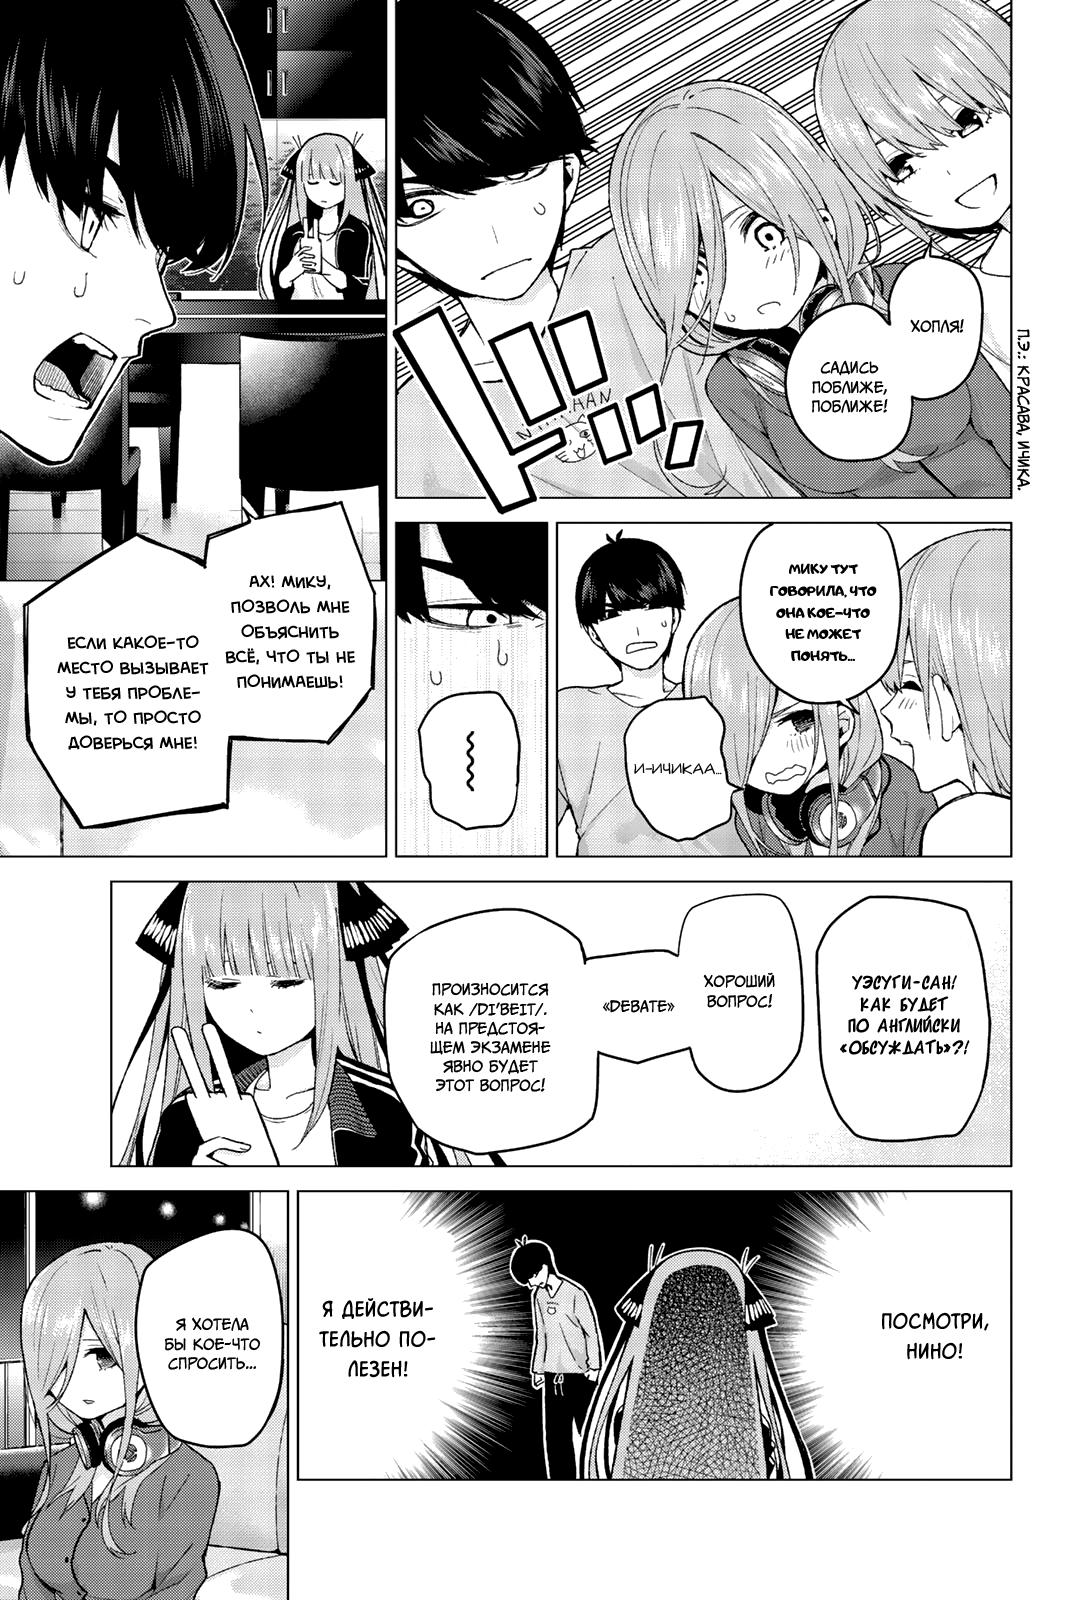 ХОПЛЯ!
САДИСЬ
ПОБЛИЖЕ,
ПОБЛИЖЕ!
П.Э.: КРАСАВА, ИЧИКА.
АХ! МИКУ,
ПОЗВОЛЬ МНЕ
ОБЪЯСНИТЬ
ВСЁ, ЧТО ТЫ НЕ
ПОНИМАЕШЬ!
ЕСЛИ КАКОЕ-ТО
МЕСТО ВЫЗЫВАЕТ
У ТЕБЯ ПРОБЛЕ-
МЫ, ТО ПРОСТО
ДОВЕРЬСЯ МНЕ!
МИКУ ТУТ
ГОВОРИЛА, ЧТО
ОНА КОЕ-ЧТО
НЕ МОЖЕТ
ПОНЯТЬ...
И-ИЧИКАА...
УЭСУГИ-САН!
КАК БУДЕТ
ПО АНГЛИЙСКИ
«ОБСУЖДАТЬ»?!
ХОРОШИЙ
ВОПРОС!
«DEBATE»
ПРОИЗНОСИТСЯ
КАК /DI'BEIT/.
НА ПРЕДСТОЯ-
ЩЕМ ЭКЗАМЕНЕ
ЯВНО БУДЕТ
ЭТОТ ВОПРОС!
ПОСМОТРИ,
НИНО!
Я ДЕЙСТВИ-
ТЕЛЬНО ПО-
ЛЕЗЕН!
Я ХОТЕЛА
БЫ КОЕ-ЧТО
СПРОСИТЬ...